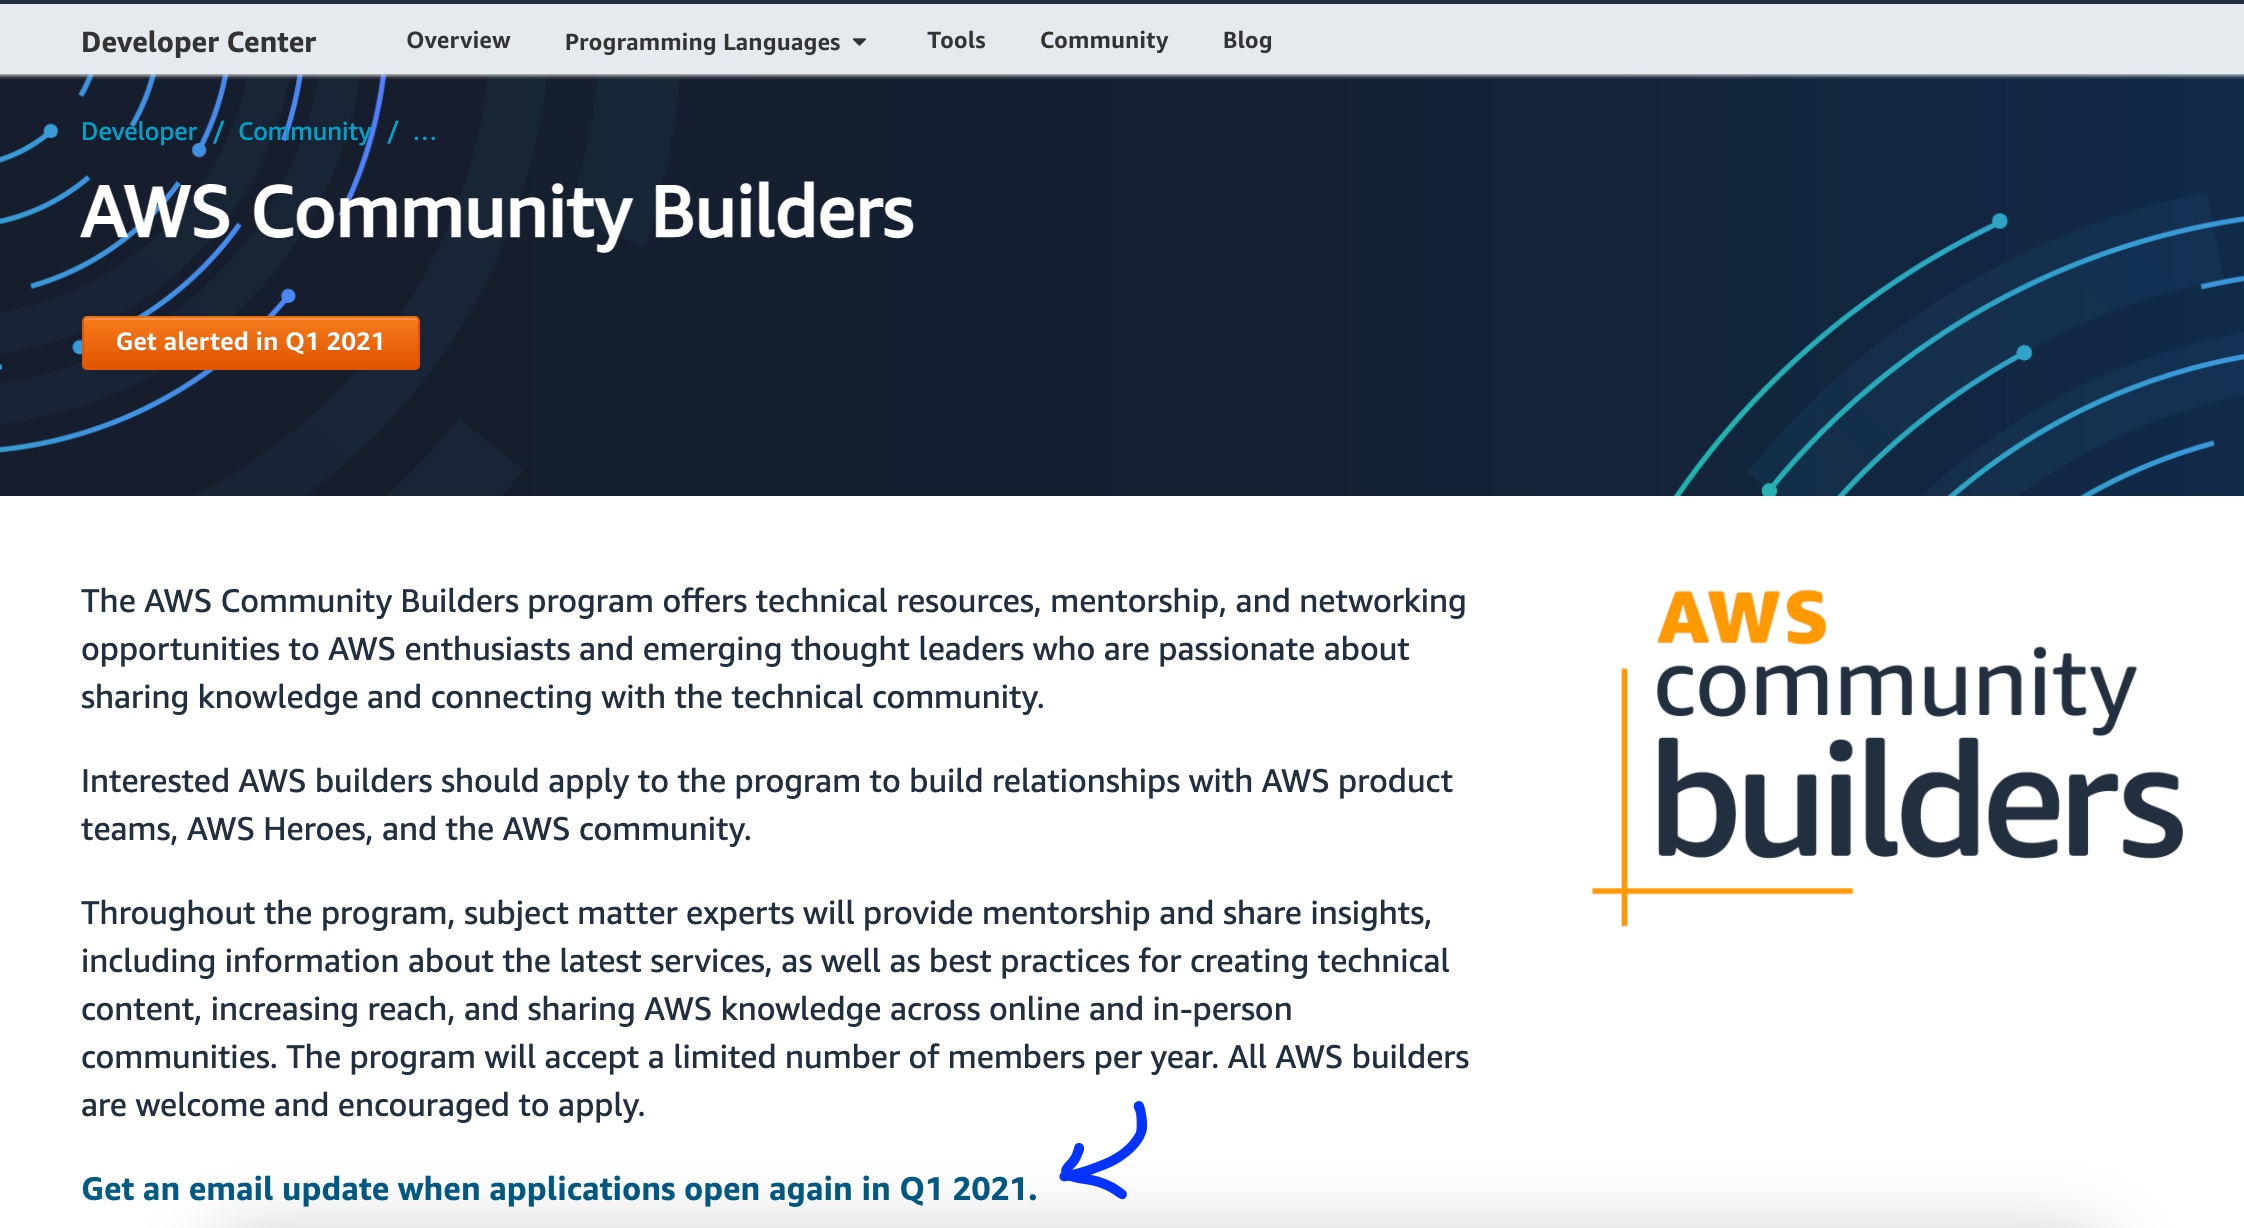 Developer Center Overview Programming Languages Tools Community Blog
Developer / Community / ...
AWS Community Builders
Get alerted in Q1 2021
The AWS Community Builders program offers technical resources, mentorship, and networking
opportunities to AWS enthusiasts and emerging thought leaders who are passionate about
sharing knowledge and connecting with the technical community.
Interested AWS builders should apply to the program to build relationships with AWS product
teams, AWS Heroes, and the AWS community.
Throughout the program, subject matter experts will provide mentorship and share insights,
including information about the latest services, as well as best practices for creating technical
content, increasing reach, and sharing AWS knowledge across online and in-person
communities. The program will accept a limited number of members per year. All AWS builders
are welcome and encouraged to apply.
Get an email update when applications open again in Q1 2021.
AWS
community
builders